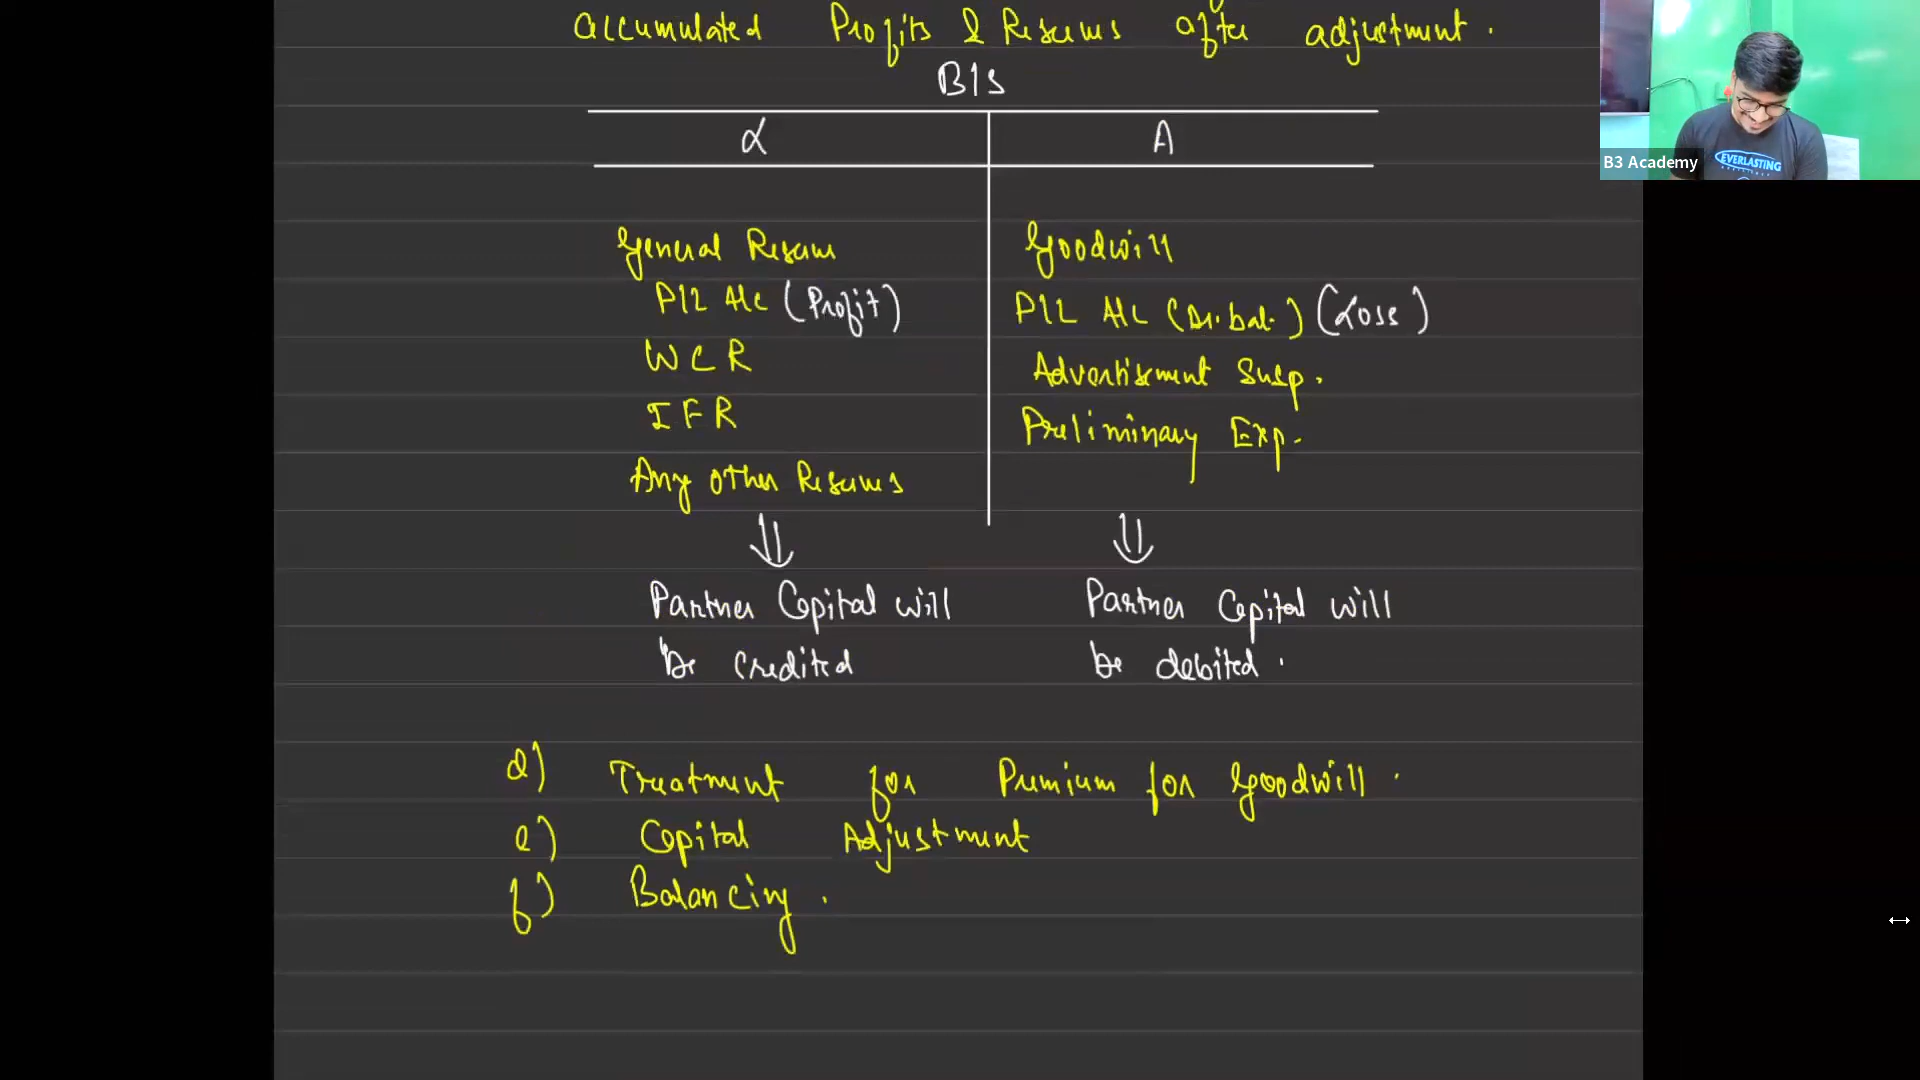 accumulated Profits & Reserves after adjustment.
B/S
L A
B3 Academy
EVERLASTING
General Reserve Goodwill
P/L A/c (Profit) P/L A/c (Dr. bal.) (Loss)
WCR Advertisement Susp.
IFR Preliminary Exp.
Any other Reserves
Partner Capital will Partner Capital will
be credited be debited.
d) Treatment for Premium for Goodwill.
e) Capital Adjustment
f) Balancing.